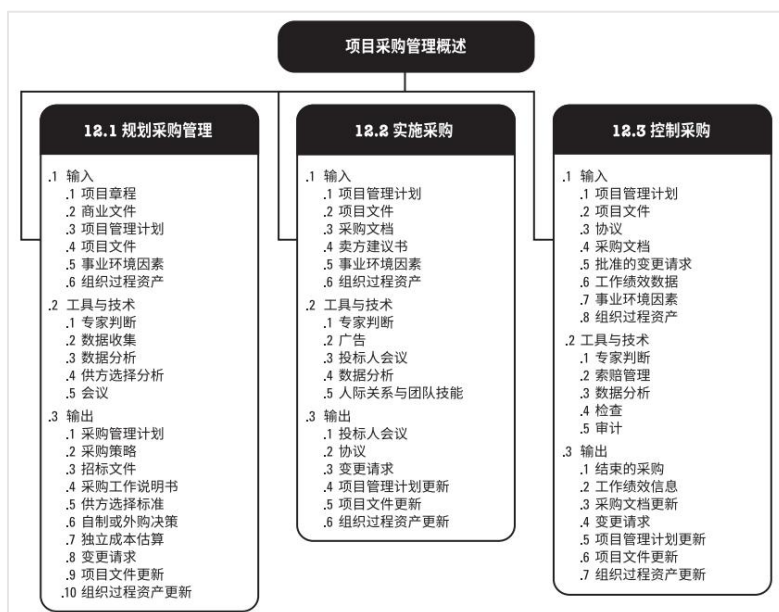 项目采购管理概述
12.1 规划采购管理
.1 输入
.1 项目章程
.2 商业文件
.3 项目管理计划
.4 项目文件
.5 事业环境因素
.6 组织过程资产
.2 工具与技术
.1 专家判断
.2 数据收集
.3 数据分析
.4 供方选择分析
.5 会议
.3 输出
.1 采购管理计划
.2 采购策略
.3 招标文件
.4 采购工作说明书
.5 供方选择标准
.6 自制或外购决策
.7 独立成本估算
.8 变更请求
.9 项目文件更新
.10 组织过程资产更新
12.2 实施采购
.1 输入
.1 项目管理计划
.2 项目文件
.3 采购文档
.4 卖方建议书
.5 事业环境因素
.6 组织过程资产
.2 工具与技术
.1 专家判断
.2 广告
.3 投标人会议
.4 数据分析
.5 人际关系与团队技能
.3 输出
.1 投标人会议
.2 协议
.3 变更请求
.4 项目管理计划更新
.5 项目文件更新
.6 组织过程资产更新
12.3 控制采购
.1 输入
.1 项目管理计划
.2 项目文件
.3 协议
.4 采购文档
.5 批准的变更请求
.6 工作绩效数据
.7 事业环境因素
.8 组织过程资产
.2 工具与技术
.1 专家判断
.2 索赔管理
.3 数据分析
.4 检查
.5 审计
.3 输出
.1 结束的采购
.2 工作绩效信息
.3 采购文档更新
.4 变更请求
.5 项目管理计划更新
.6 项目文件更新
.7 组织过程资产更新